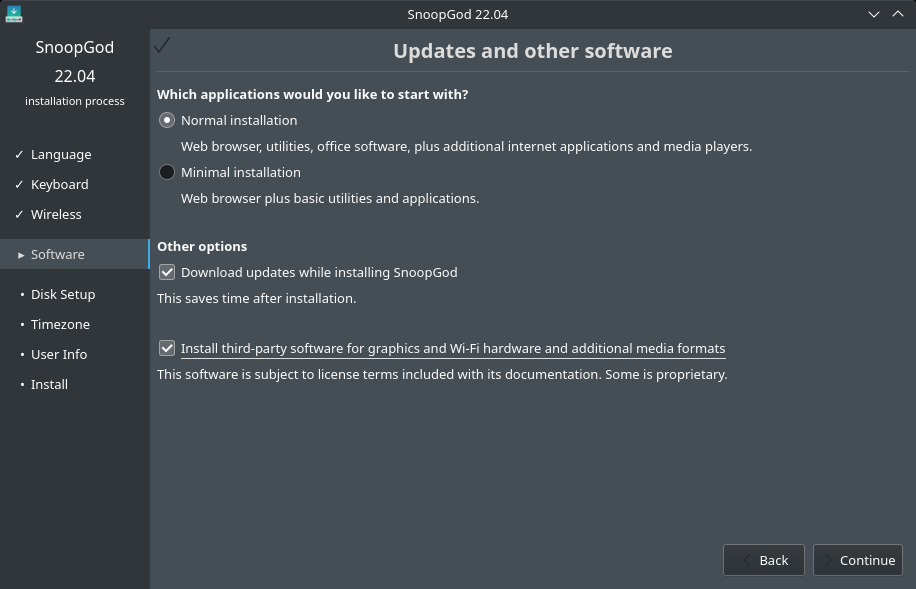 SnoopGod 22.04
SnoopGod
22.04
installation process
✓ Language
✓ Keyboard
✓ Wireless
▸ Software
• Disk Setup
• Timezone
• User Info
• Install
Updates and other software
Which applications would you like to start with?
Normal installation
Web browser, utilities, office software, plus additional internet applications and media players.
Minimal installation
Web browser plus basic utilities and applications.
Other options
Download updates while installing SnoopGod
This saves time after installation.
Install third-party software for graphics and Wi-Fi hardware and additional media formats
This software is subject to license terms included with its documentation. Some is proprietary.
Back
Continue